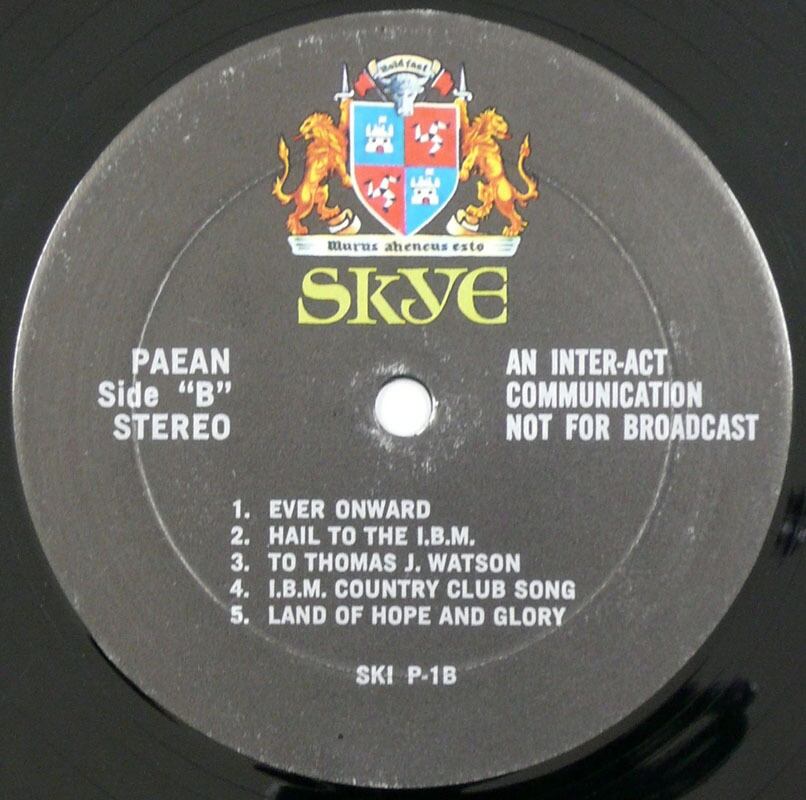 Hold fast
Murus aheneus esto
SKYE
PAEAN
Side "B"
STEREO
AN INTER-ACT
COMMUNICATION
NOT FOR BROADCAST
1. EVER ONWARD
2. HAIL TO THE I.B.M.
3. TO THOMAS J. WATSON
4. I.B.M. COUNTRY CLUB SONG
5. LAND OF HOPE AND GLORY
SKI P-1B